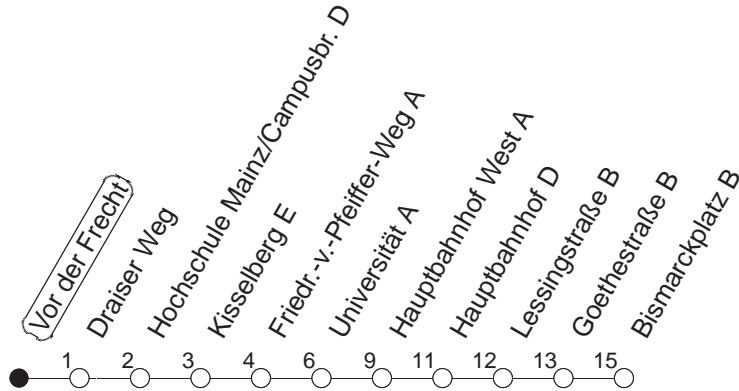 Vor der Frecht
Draiser Weg
Hochschule Mainz/Campusbr. D
Kisselberg E
Friedr.-v.-Pfeiffer-Weg A
Universität A
Hauptbahnhof West A
Hauptbahnhof D
Lessingstraße B
Goethestraße B
Bismarckplatz B
1 2 3 4 6 9 11 12 13 15